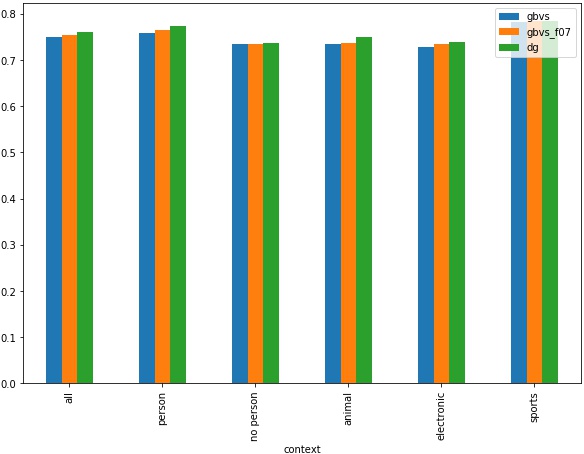 0.8
0.7
0.6
0.5
0.4
0.3
0.2
0.1
0.0
gbvs
gbvs_f07
dg
all
person
no person
animal
electronic
sports
context